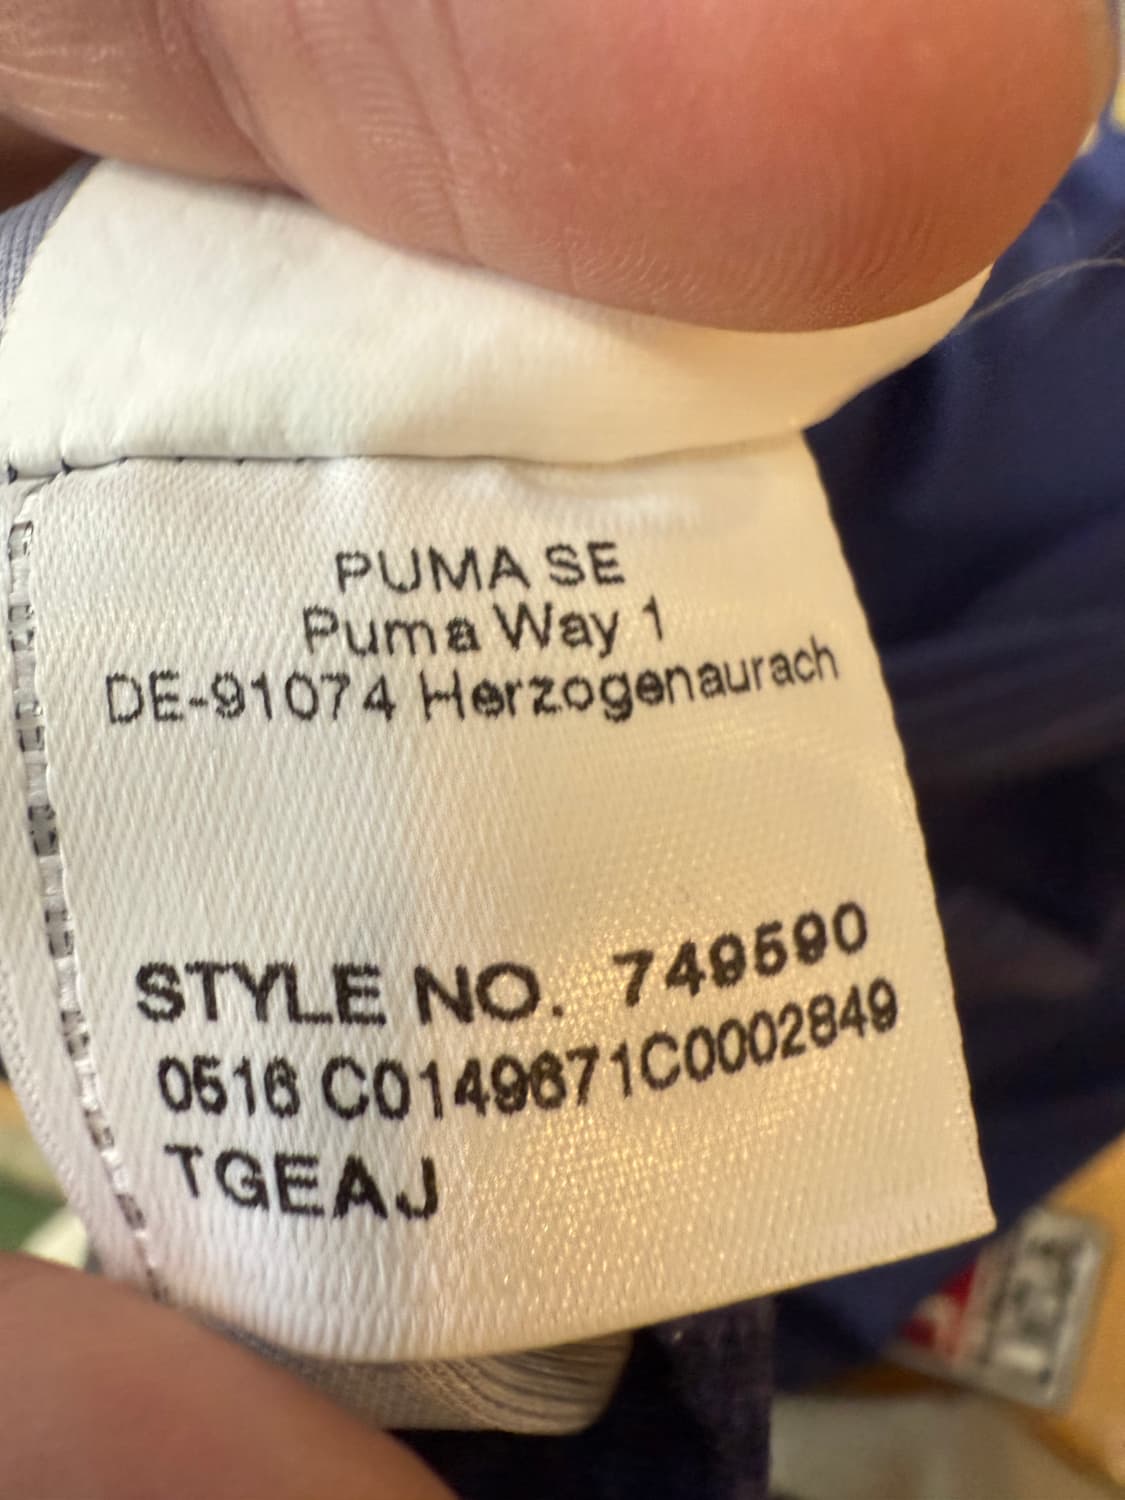 PUMA SE
Puma Way 1
DE-91074 Herzogenaurach
STYLE NO. 749590
0516 C0149671C0002849
TGEAJ